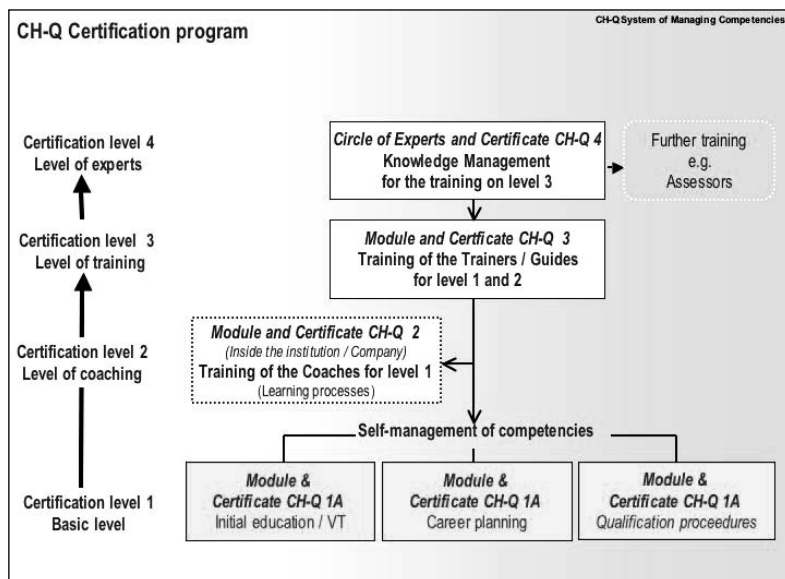 CH-Q System of Managing Competencies
CH-Q Certification program
Certification level 4
Level of experts
Circle of Experts and Certificate CH-Q 4
Knowledge Management
for the training on level 3
Further training
e.g.
Assessors
Certification level 3
Level of training
Module and Certficate CH-Q 3
Training of the Trainers / Guides
for level 1 and 2
Certification level 2
Level of coaching
Module and Certificate CH-Q 2
(Inside the institution / Company)
Training of the Coaches for level 1
(Learning processes)
Self-management of competencies
Certification level 1
Basic level
Module &
Certificate CH-Q 1A
Initial education / VT
Module &
Certificate CH-Q 1A
Career planning
Module &
Certificate CH-Q 1A
Qualification proceedures